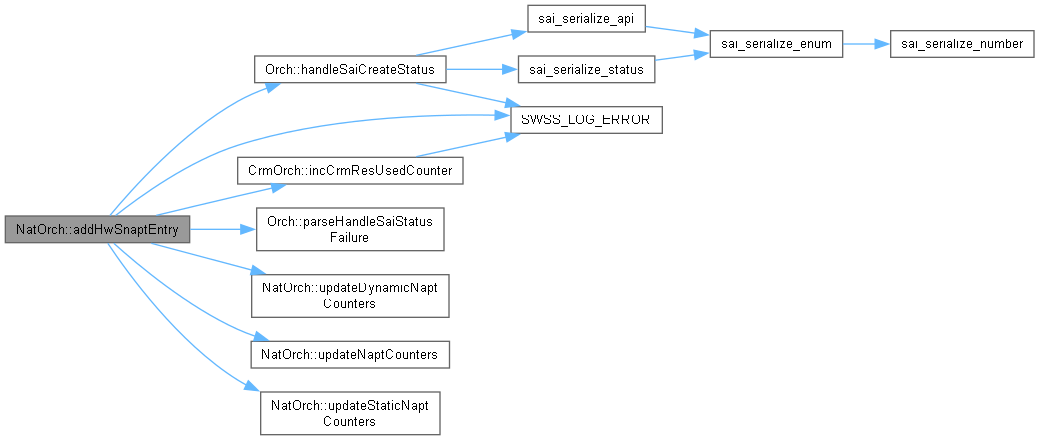 sai_serialize_api
sai_serialize_enum
sai_serialize_number
Orch::handleSaiCreateStatus
sai_serialize_status
SWSS_LOG_ERROR
CrmOrch::incCrmResUsedCounter
NatOrch::addHwSnaptEntry
Orch::parseHandleSaiStatus
Failure
NatOrch::updateDynamicNapt
Counters
NatOrch::updateNaptCounters
NatOrch::updateStaticNapt
Counters